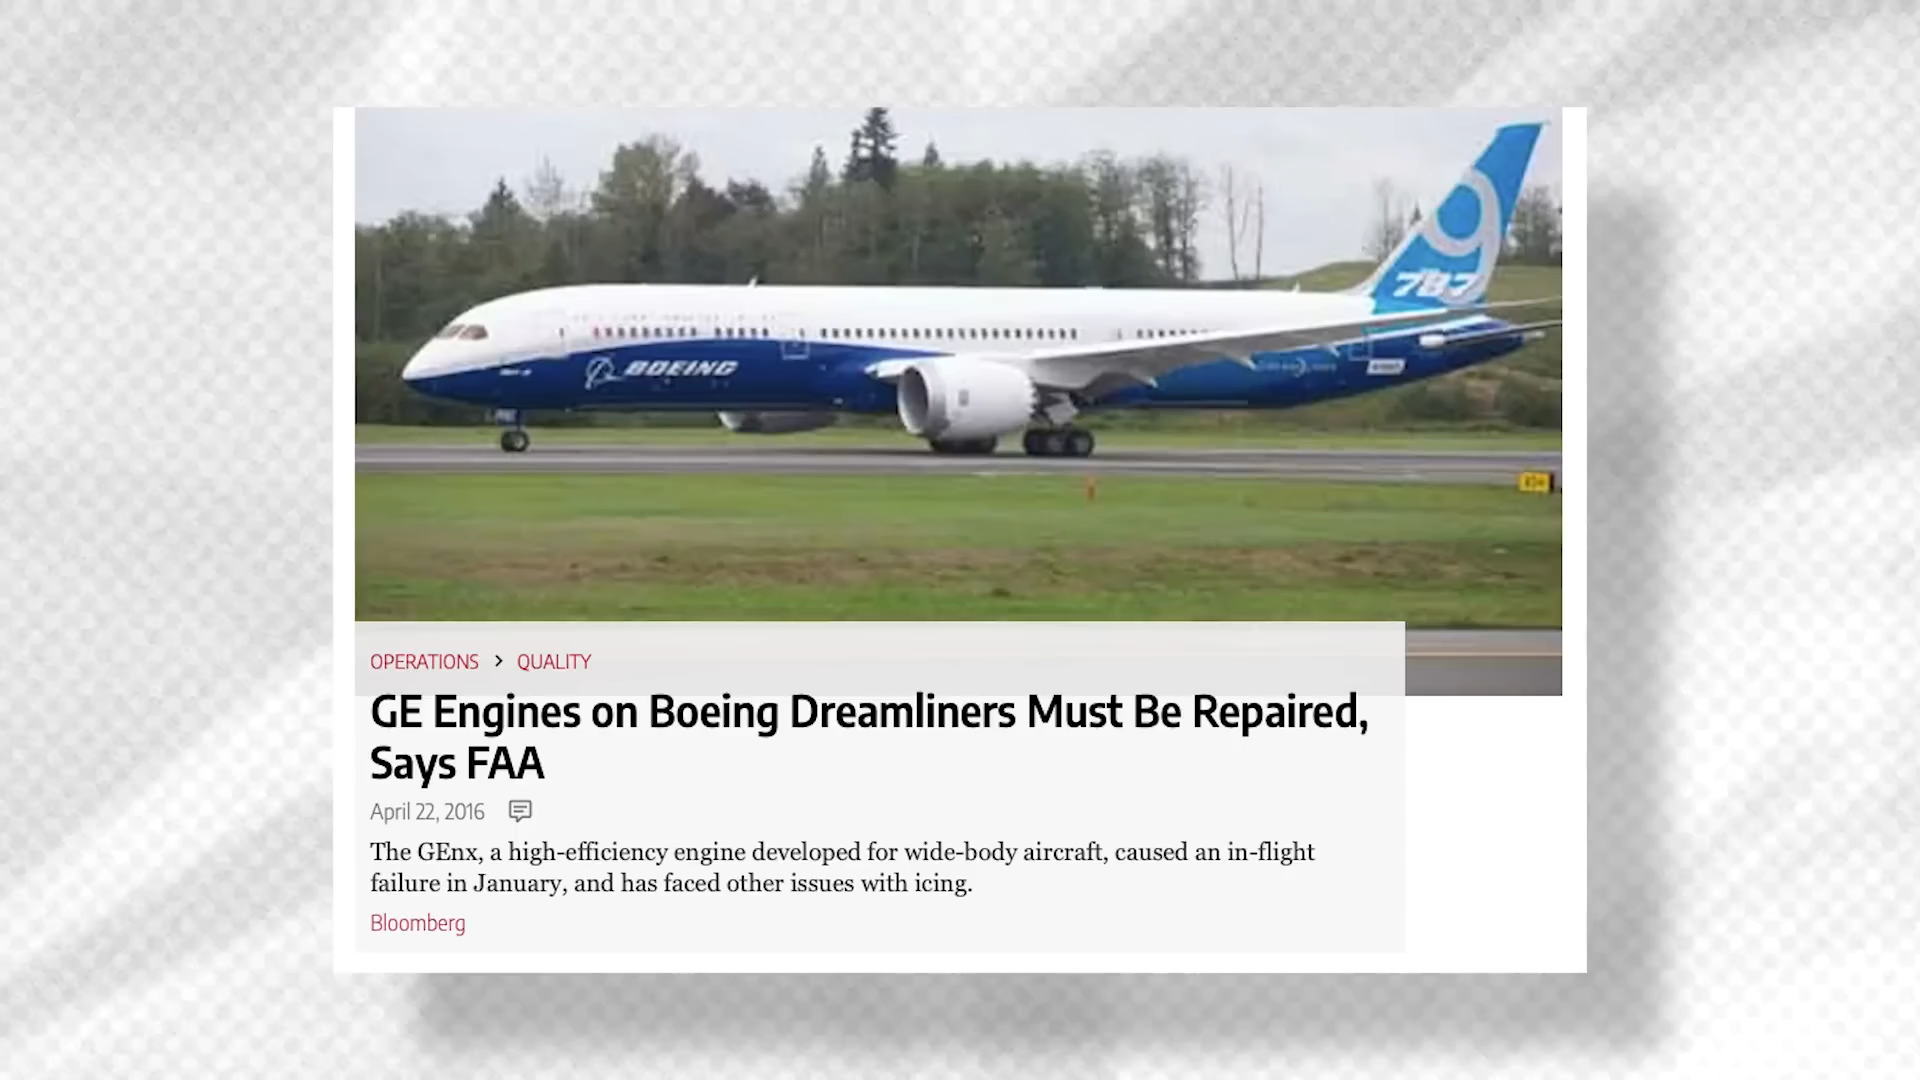 9
787
BOEING
OPERATIONS > QUALITY
GE Engines on Boeing Dreamliners Must Be Repaired,
Says FAA
April 22, 2016
The GEnx, a high-efficiency engine developed for wide-body aircraft, caused an in-flight
failure in January, and has faced other issues with icing.
Bloomberg